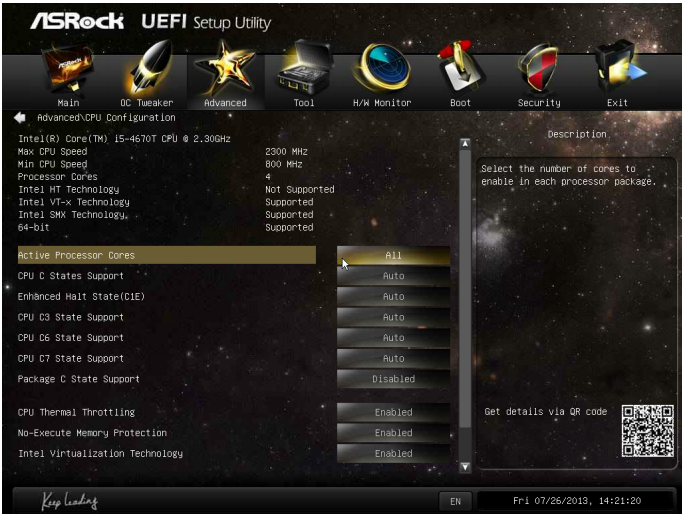 ASRock UEFI Setup Utility
ASRock
Main OC Tweaker Advanced Tool H/W Monitor Boot Security Exit
Advanced\CPU Configuration
Description
Intel(R) Core(TM) i5-4670T CPU @ 2.30GHz
Max CPU Speed 2300 MHz
Min CPU Speed 800 MHz
Processor Cores 4
Intel HT Technology Not Supported
Intel VT-x Technology Supported
Intel SMX Technology Supported
64-bit Supported
Select the number of cores to
enable in each processor package.
Active Processor Cores All
CPU C States Support Auto
Enhanced Halt State(C1E) Auto
CPU C3 State Support Auto
CPU C6 State Support Auto
CPU C7 State Support Auto
Package C State Support Disabled
CPU Thermal Throttling Enabled
No-Execute Memory Protection Enabled
Intel Virtualization Technology Enabled
Get details via QR code
Keep leading
EN
Fri 07/26/2013, 14:21:20